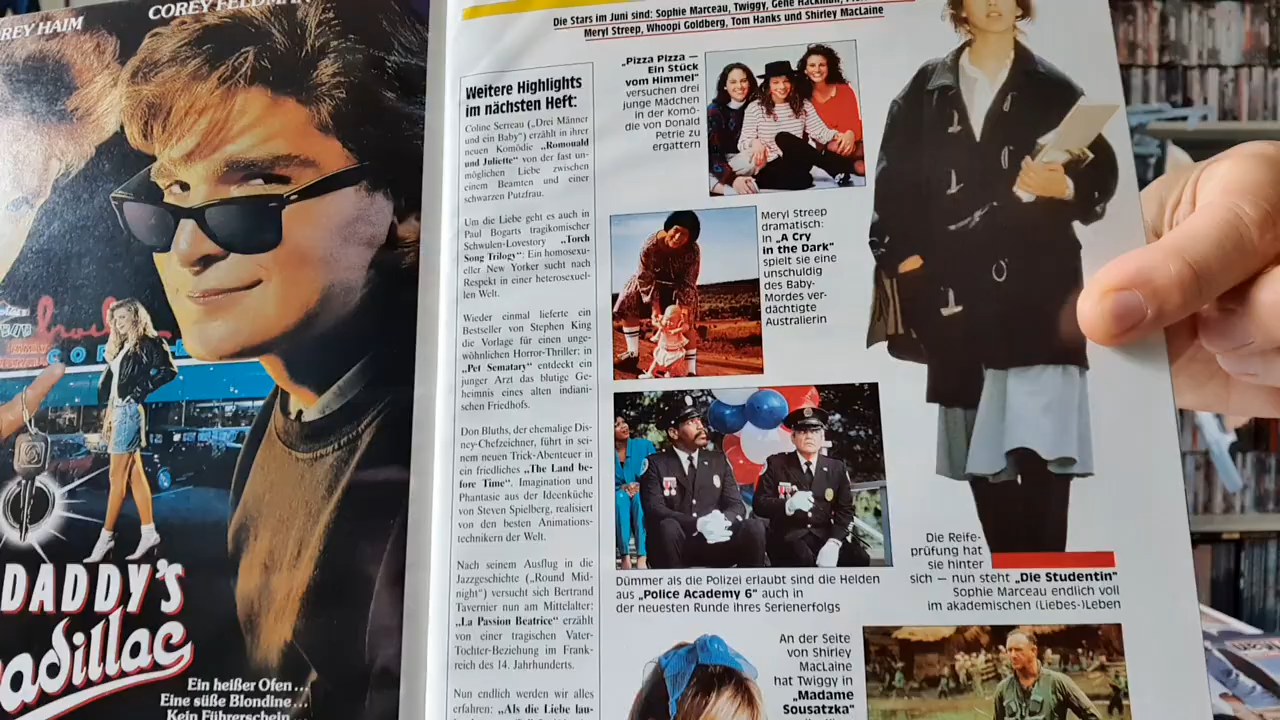 REY HAIM
COREY FELDMAN
DADDY'S
adillac
Ein heißer Ofen...
Eine süße Blondine...
Kein Führerschein...
Die Stars im Juni sind: Sophie Marceau, Twiggy, Gene Hackman,
Meryl Streep, Whoopi Goldberg, Tom Hanks und Shirley MacLaine
Weitere Highlights
im nächsten Heft:
Coline Serreau („Drei Männer
und ein Baby“) erzählt in ihrer
neuen Komödie „Romouald
und Juliette“ von der fast un-
möglichen Liebe zwischen
einem Beamten und einer
schwarzen Putzfrau.
Um die Liebe geht es auch in
Paul Bogarts tragikomischer
Schwulen-Lovestory „Torch
Song Trilogy“: Ein homosexu-
eller New Yorker sucht nach
Respekt in einer heterosexuel-
len Welt.
Wieder einmal lieferte ein
Bestseller von Stephen King
die Vorlage für einen unge-
wöhnlichen Horror-Thriller: in
„Pet Sematary“ entdeckt ein
junger Arzt das blutige Ge-
heimnis eines alten indiani-
schen Friedhofs.
Don Bluths, der ehemalige Dis-
ney-Chefzeichner, führt in sei-
nem neuen Trick-Abenteuer in
ein friedliches „The Land be-
fore Time“. Imagination und
Phantasie aus der Ideenküche
von Steven Spielberg, realisiert
von den besten Animations-
technikern der Welt.
Nach seinem Ausflug in die
Jazzgeschichte („Round Mid-
night“) versucht sich Bertrand
Tavernier nun am Mittelalter:
„La Passion Beatrice“ erzählt
von einer tragischen Vater-
Tochter-Beziehung im Frank-
reich des 14. Jahrhunderts.
Nun endlich werden wir alles
erfahren: „Als die Liebe lau-
„Pizza Pizza —
Ein Stück
vom Himmel“
versuchen drei
junge Mädchen
in der Komö-
die von Donald
Petrie zu
ergattern
Meryl Streep
dramatisch:
In „A Cry
in the Dark“
spielt sie eine
unschuldig
des Baby-
Mordes ver-
dächtigte
Australierin
Dümmer als die Polizei erlaubt sind die Helden
aus „Police Academy 6“ auch in
der neuesten Runde ihres Serienerfolgs
Die Reife-
prüfung hat
sie hinter
sich — nun steht „Die Studentin“
Sophie Marceau endlich voll
im akademischen (Liebes-)Leben
An der Seite
von Shirley
MacLaine
hat Twiggy in
„Madame
Sousatzka“